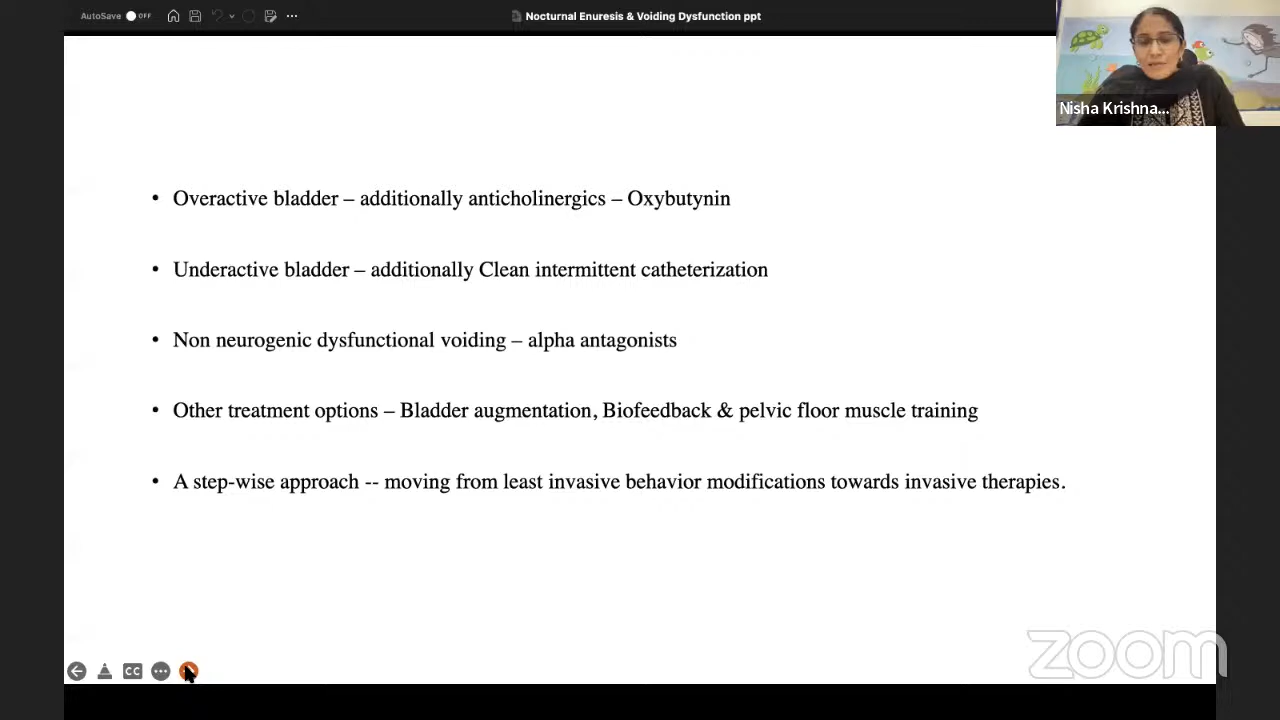 AutoSave OFF
Nocturnal Enuresis & Voiding Dysfunction ppt
Nisha Krishna...
• Overactive bladder – additionally anticholinergics – Oxybutynin
• Underactive bladder – additionally Clean intermittent catheterization
• Non neurogenic dysfunctional voiding – alpha antagonists
• Other treatment options – Bladder augmentation, Biofeedback & pelvic floor muscle training
• A step-wise approach -- moving from least invasive behavior modifications towards invasive therapies.
CC
zoom